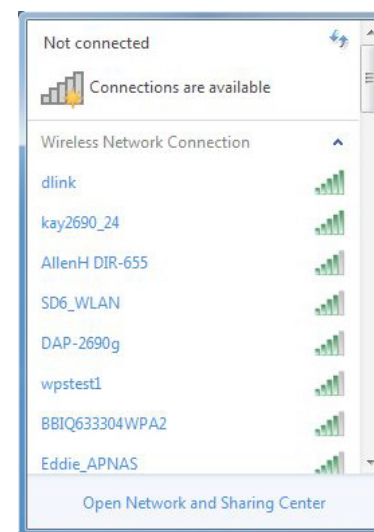 Not connected
Connections are available
Wireless Network Connection
dlink
kay2690_24
AllenH DIR-655
SD6_WLAN
DAP-2690g
wpstest1
BBIQ633304WPA2
Eddie_APNAS
Open Network and Sharing Center